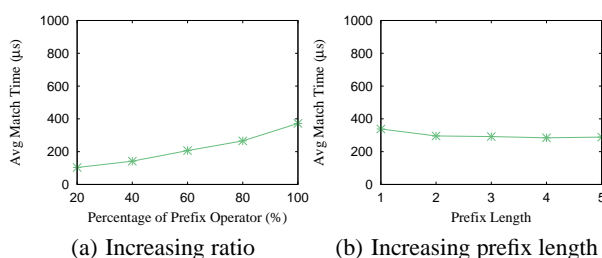 1000
800
600
400
200
0
20 40 60 80 100
Avg Match Time (μs)
Percentage of Prefix Operator (%)
(a) Increasing ratio
1000
800
600
400
200
0
1 2 3 4 5
Avg Match Time (μs)
Prefix Length
(b) Increasing prefix length